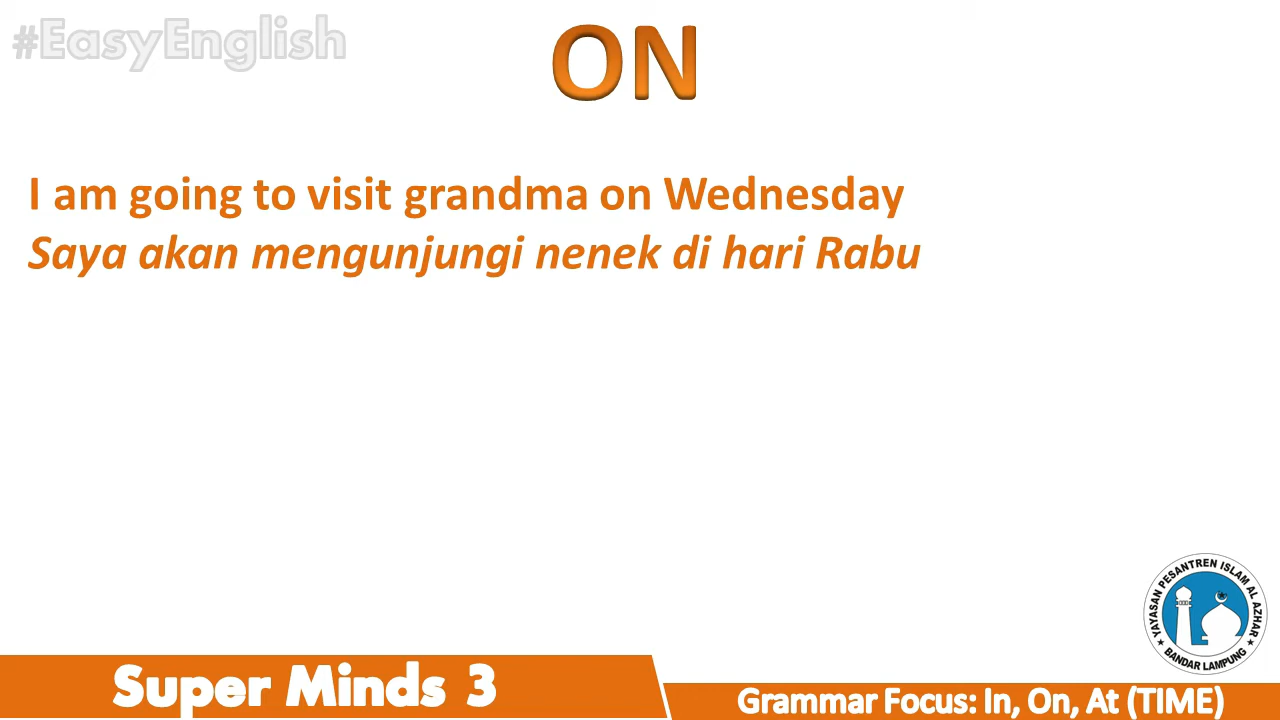 #EasyEnglish
ON
I am going to visit grandma on Wednesday
Saya akan mengunjungi nenek di hari Rabu
YAYASAN PESANTREN ISLAM AL AZHAR
★ BANDAR LAMPUNG ★
Super Minds 3
Grammar Focus: In, On, At (TIME)